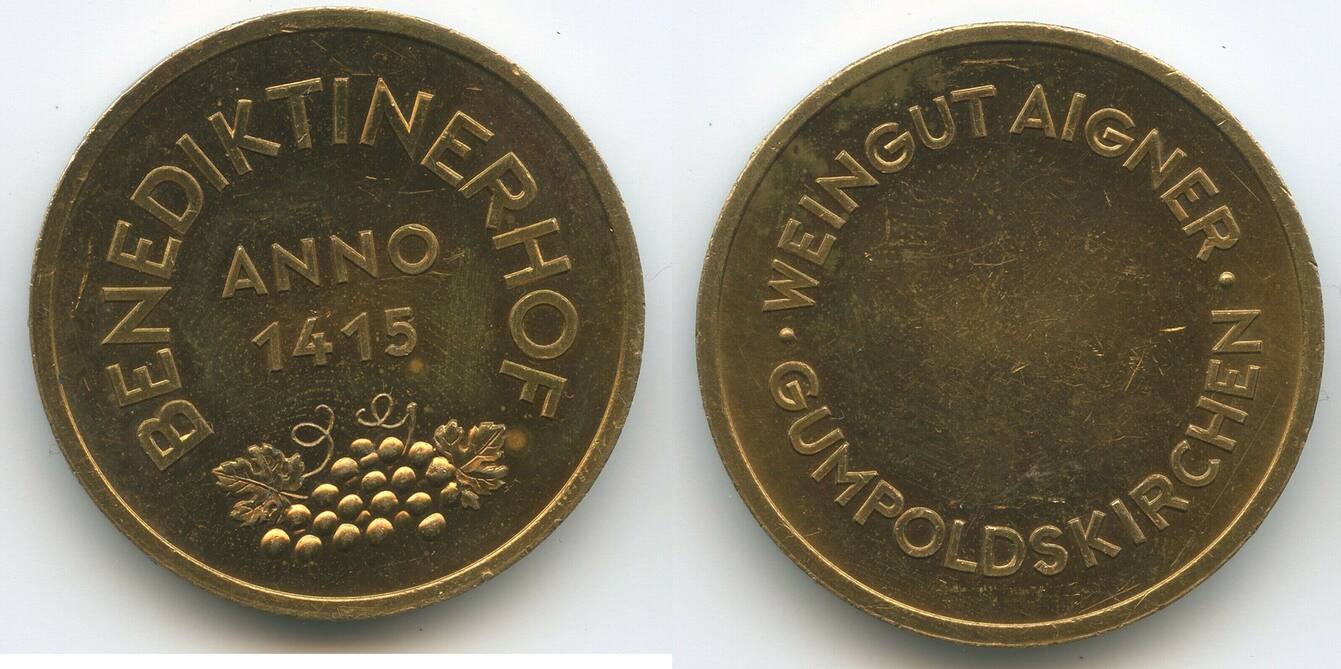 BENEDIKTINERHOF
ANNO
1415
WEINGUT AIGNER
· GUMPOLDSKIRCHEN ·